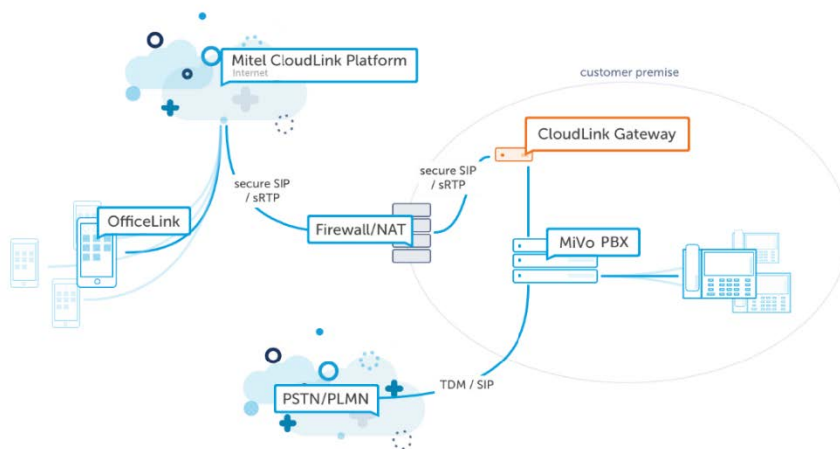 Mitel CloudLink Platform
Internet
customer premise
CloudLink Gateway
secure SIP
/ sRTP
secure SIP
/ sRTP
OfficeLink
Firewall/NAT
MiVo PBX
PSTN/PLMN
TDM / SIP